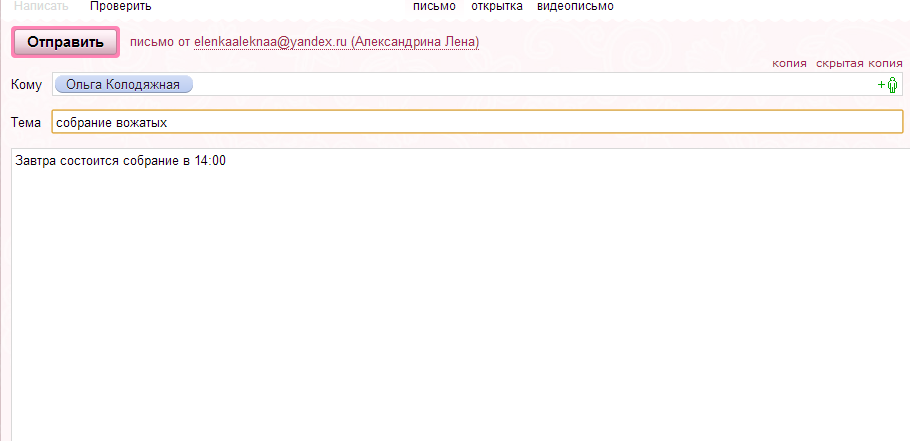 Написать Проверить письмо открытка видеописьмо
Отправить письмо от elenkaaleknaa@yandex.ru (Александрина Лена)
копия скрытая копия
Кому Ольга Колодяжная +
Тема собрание вожатых
Завтра состоится собрание в 14:00